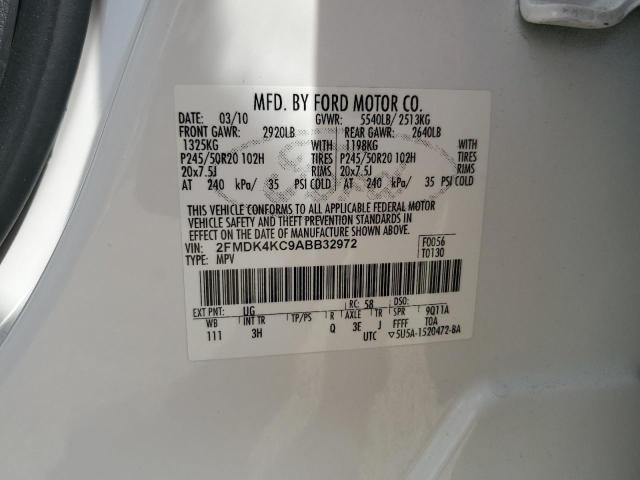 MFD. BY FORD MOTOR CO.
DATE: 03/10 GVWR: 5540LB/ 2513KG
FRONT GAWR: 2920LB REAR GAWR: 2640LB
1325KG WITH 1198KG WITH
P245/50R20 102H TIRES P245/50R20 102H TIRES
20x7.5J RIMS 20x7.5J RIMS
AT 240 kPa/ 35 PSI COLD AT 240 kPa/ 35 PSI COLD
THIS VEHICLE CONFORMS TO ALL APPLICABLE FEDERAL MOTOR
VEHICLE SAFETY AND THEFT PREVENTION STANDARDS IN
EFFECT ON THE DATE OF MANUFACTURE SHOWN ABOVE.
VIN: 2FMDK4KC9ABB32972 F0056
TYPE: MPV T0130
EXT PNT: UG RC: 58 DSO:
WB INT TR TP/PS R AXLE TR SPR 9Q11A
111 3H Q 3E J FFFF T0A
UTC ▽5U5A-1520472-BA